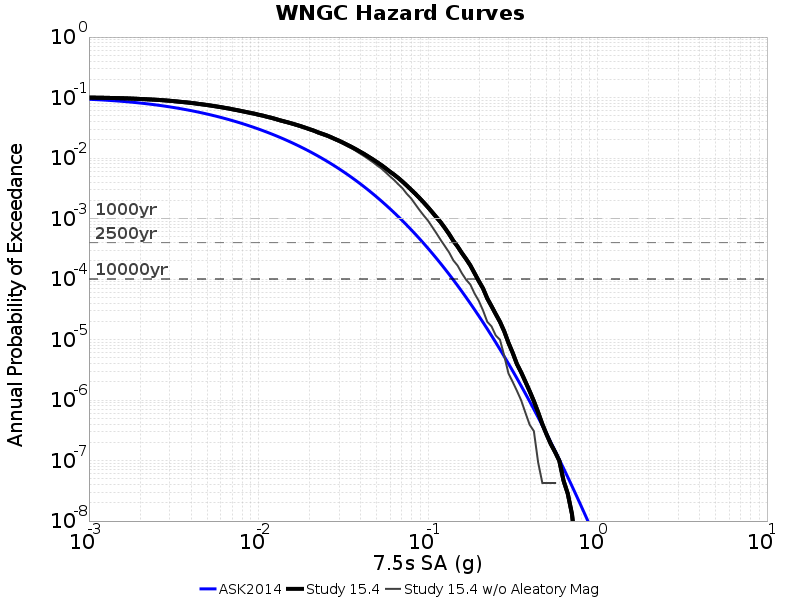 WNGC Hazard Curves
Annual Probability of Exceedance
10^0
10^-1
10^-2
10^-3
10^-4
10^-5
10^-6
10^-7
10^-8
1000yr
2500yr
10000yr
10^-3 10^-2 10^-1 10^0 10^1
7.5s SA (g)
ASK2014 Study 15.4 Study 15.4 w/o Aleatory Mag